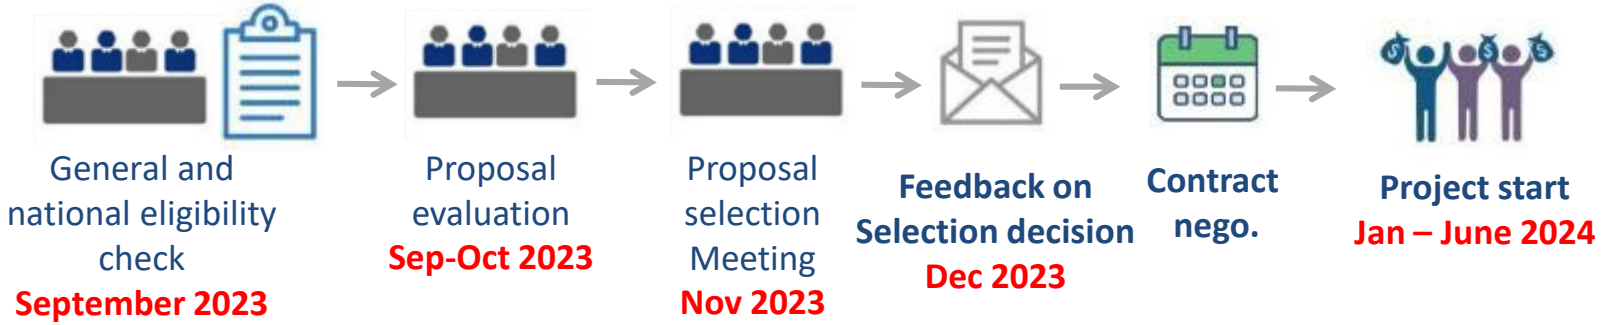 General and
national eligibility
check
September 2023
Proposal
evaluation
Sep-Oct 2023
Proposal
selection
Meeting
Nov 2023
Feedback on
Selection decision
Dec 2023
Contract
nego.
Project start
Jan – June 2024